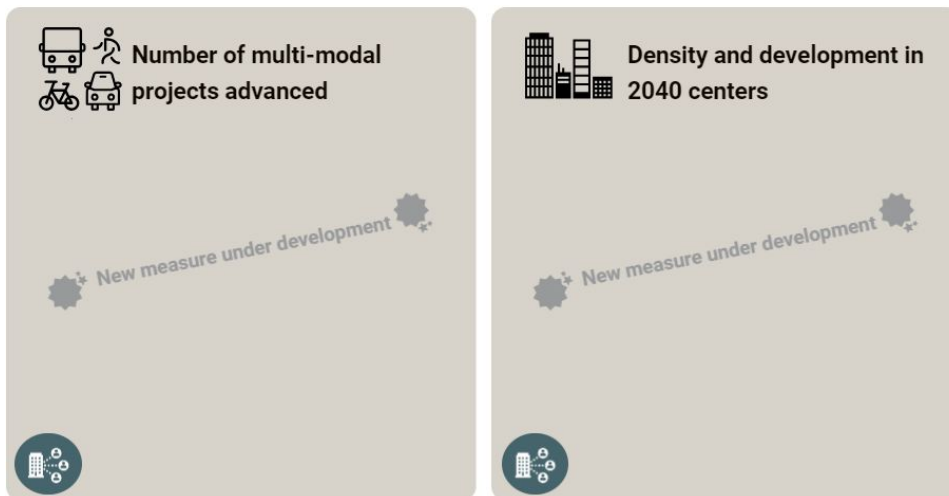 Number of multi-modal
projects advanced
New measure under development
Density and development in
2040 centers
New measure under development